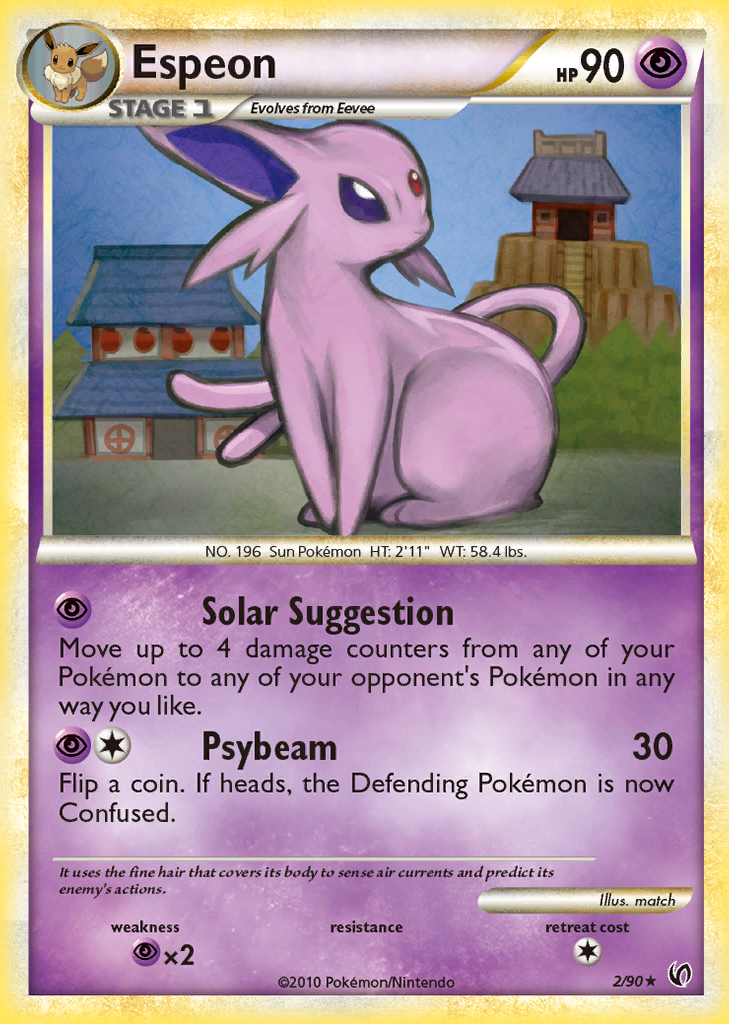 Espeon
HP 90
STAGE 1
Evolves from Eevee
NO. 196 Sun Pokémon HT: 2'11" WT: 58.4 lbs.
Solar Suggestion
Move up to 4 damage counters from any of your
Pokémon to any of your opponent's Pokémon in any
way you like.
Psybeam 30
Flip a coin. If heads, the Defending Pokémon is now
Confused.
It uses the fine hair that covers its body to sense air currents and predict its
enemy's actions.
Illus. match
weakness resistance retreat cost
×2
©2010 Pokémon/Nintendo
2/90★